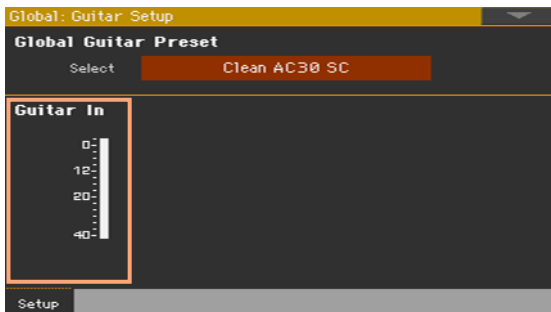 Global: Guitar Setup
Global Guitar Preset
Select Clean AC30 SC
Guitar In
0
12
20
40
Setup